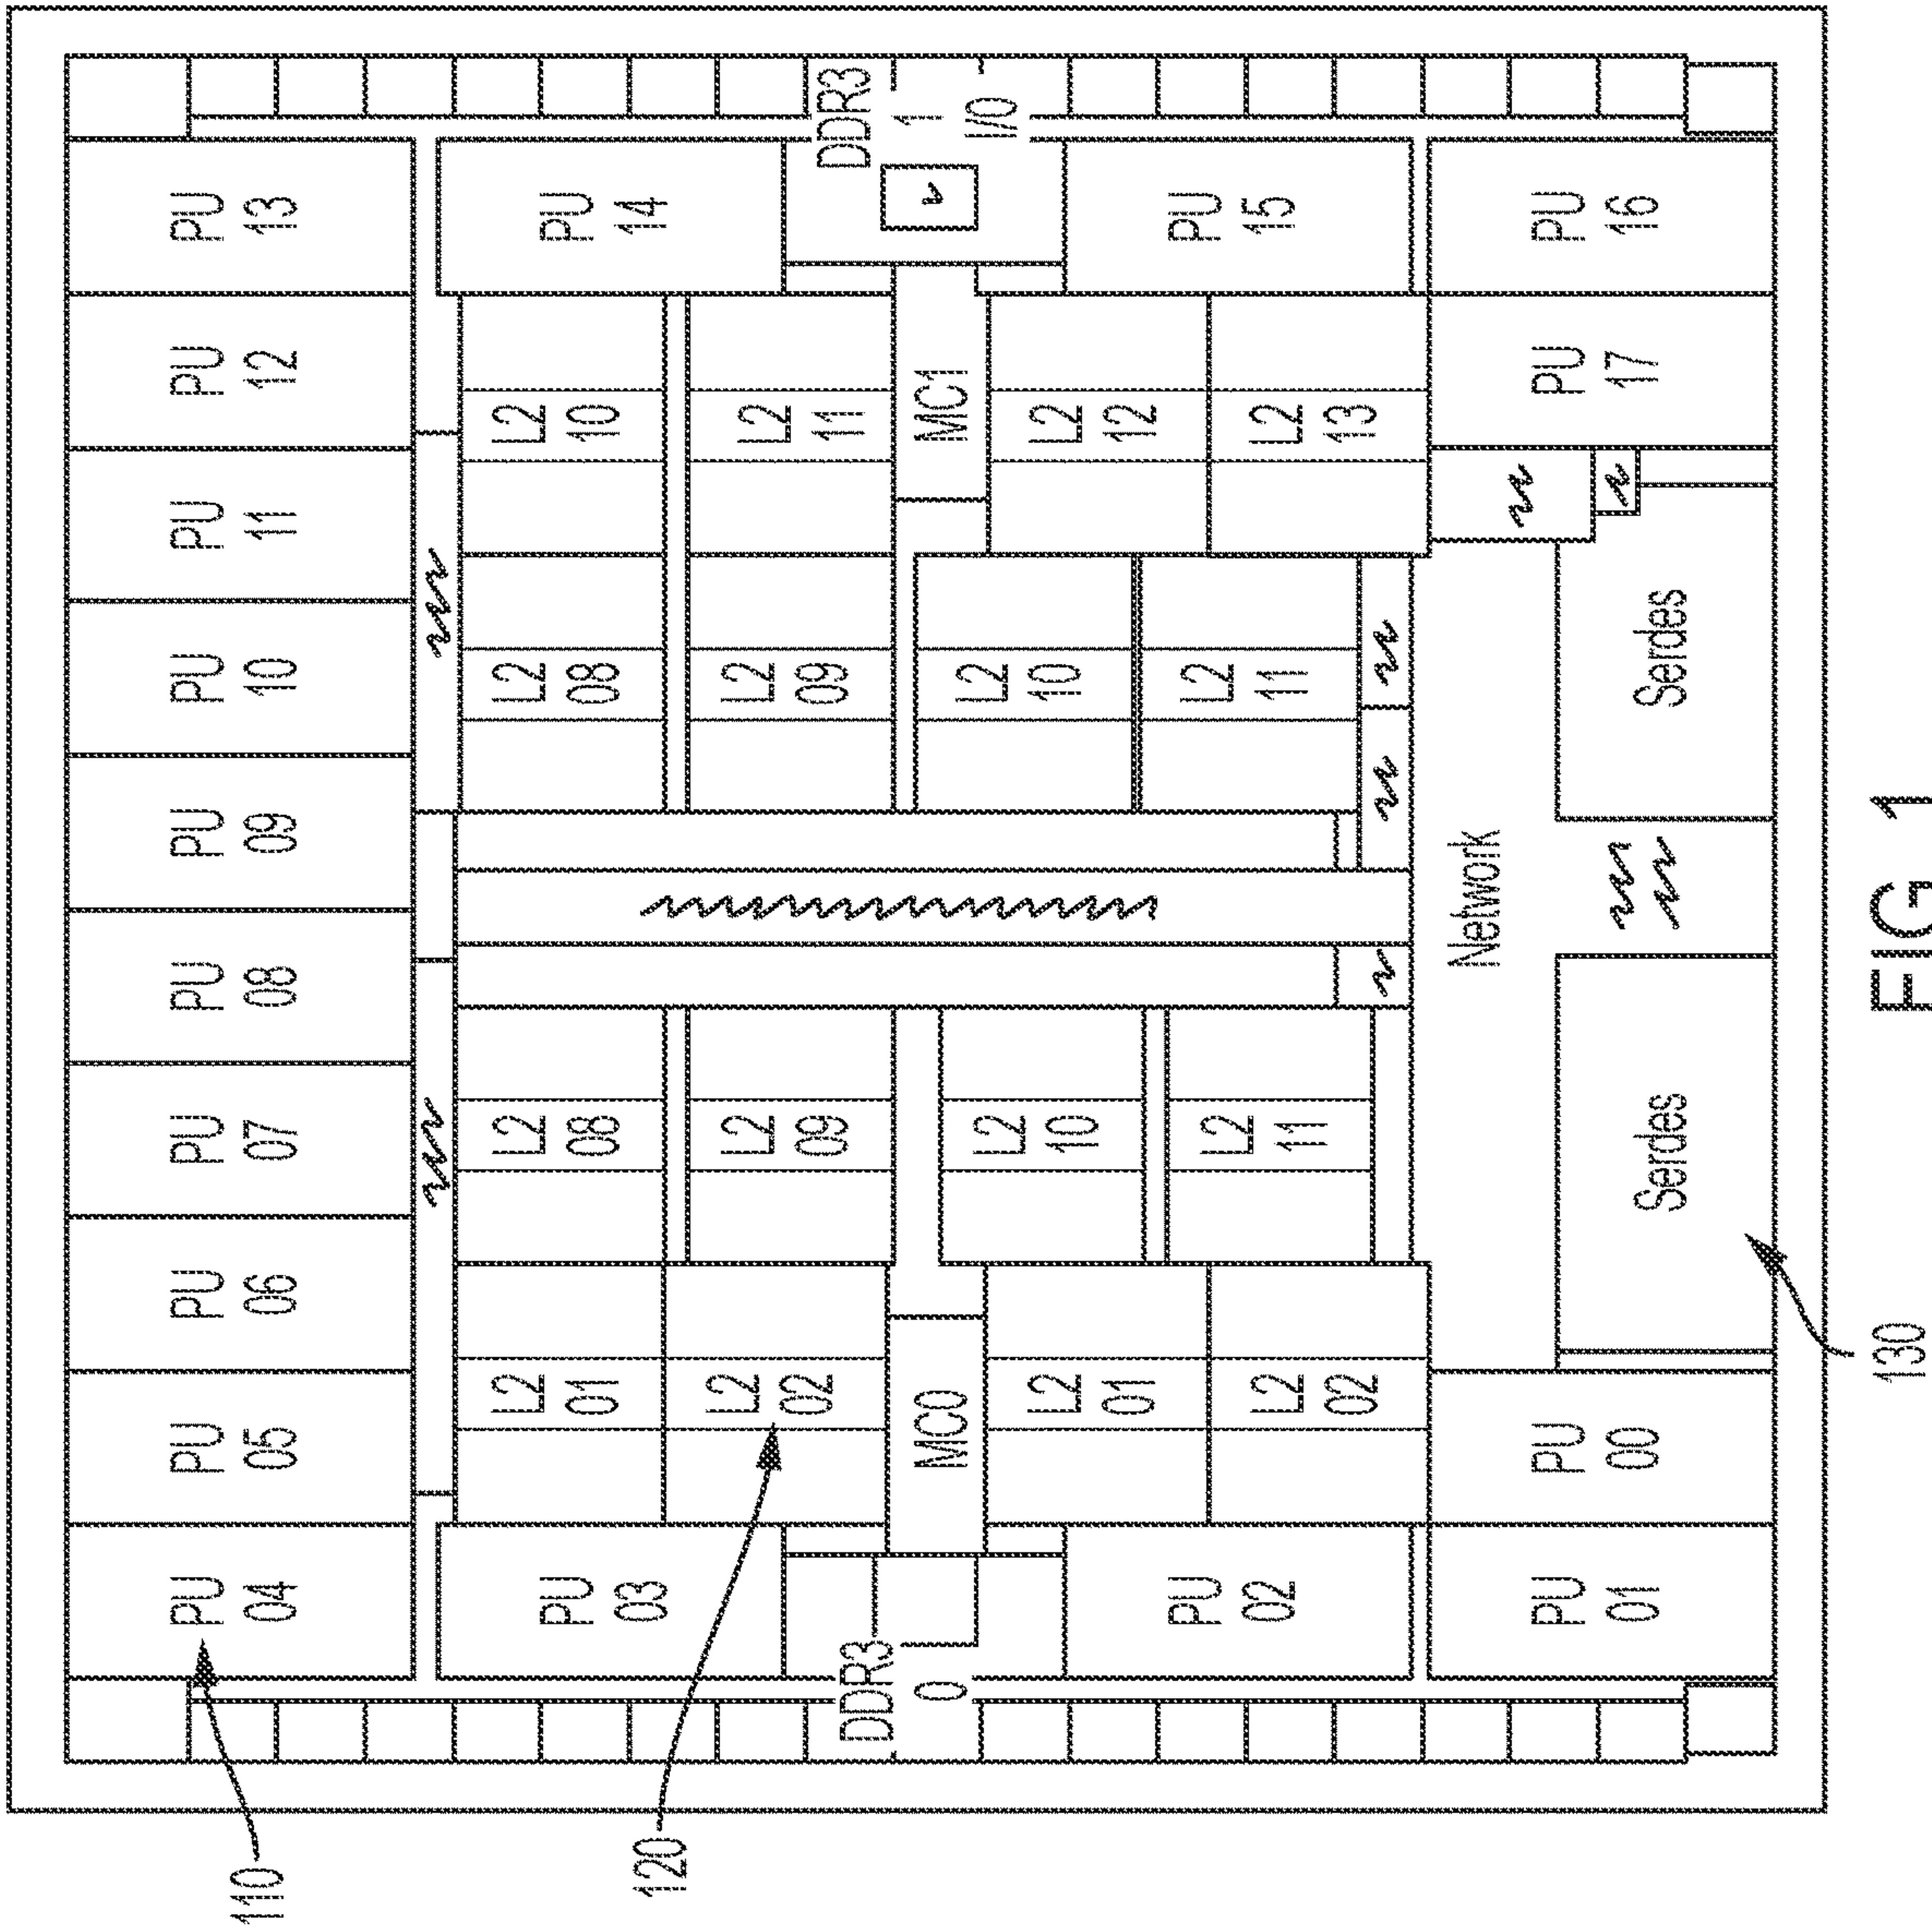 110
PU
04
PU
05
PU
06
PU
07
PU
08
PU
09
PU
10
PU
11
PU
12
PU
13
120
PU
03
L2
01
L2
08
L2
08
L2
10
PU
14
L2
02
L2
09
L2
09
L2
11
DDR3
0
MC0
MC1
DDR3
1
I/O
L2
01
L2
10
L2
10
L2
12
PU
02
L2
02
L2
11
L2
11
L2
13
PU
15
Network
PU
01
PU
00
Serdes
Serdes
PU
17
PU
16
130
FIG 1